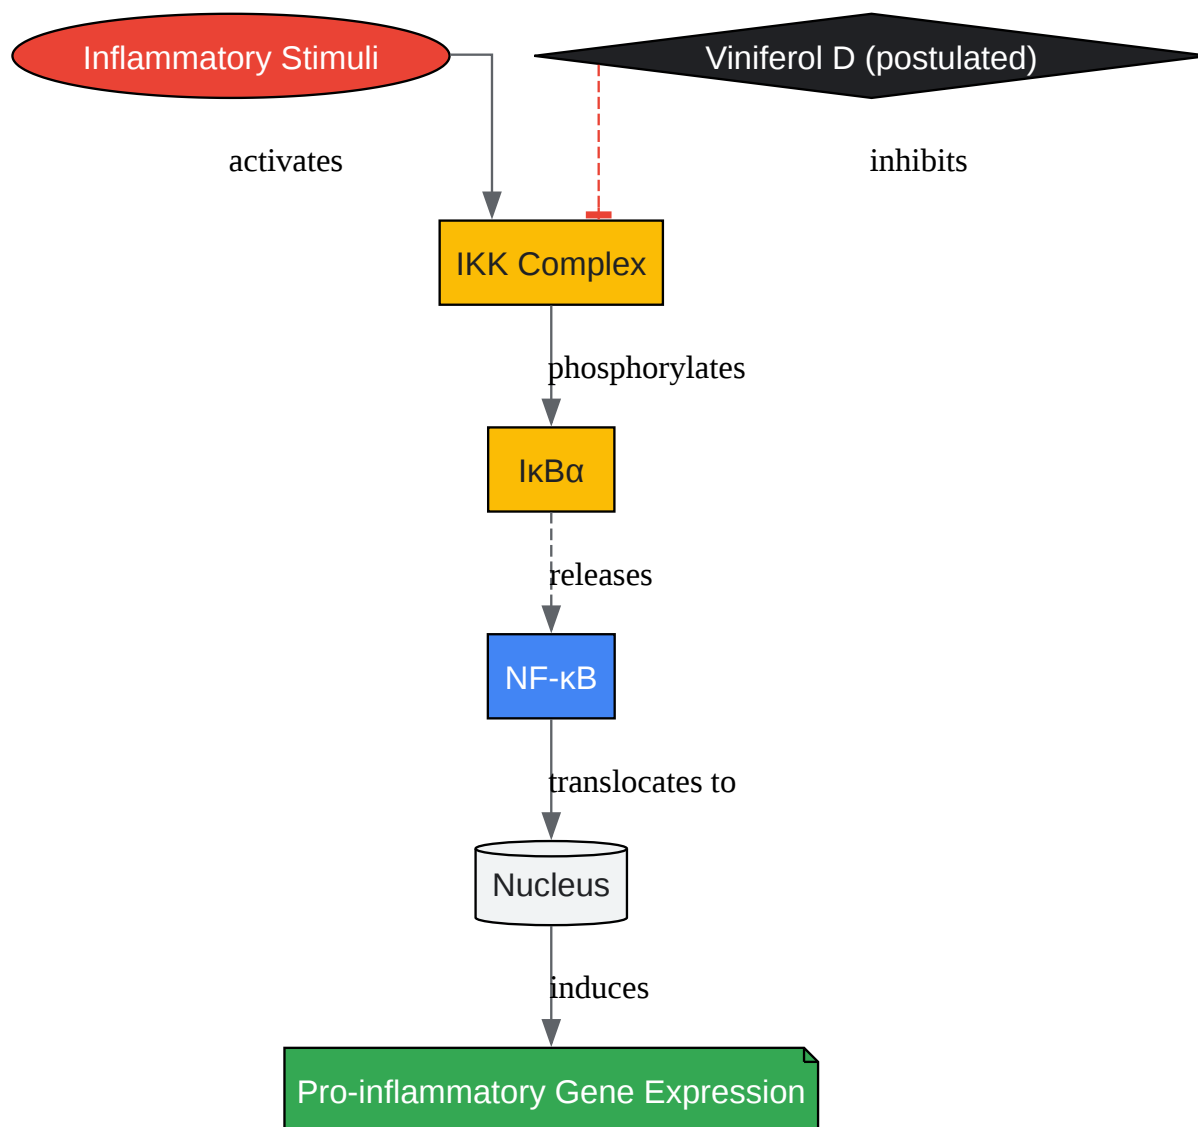 Inflammatory Stimuli
Viniferol D (postulated)
activates
inhibits
IKK Complex
phosphorylates
IκBα
releases
NF-κB
translocates to
Nucleus
induces
Pro-inflammatory Gene Expression